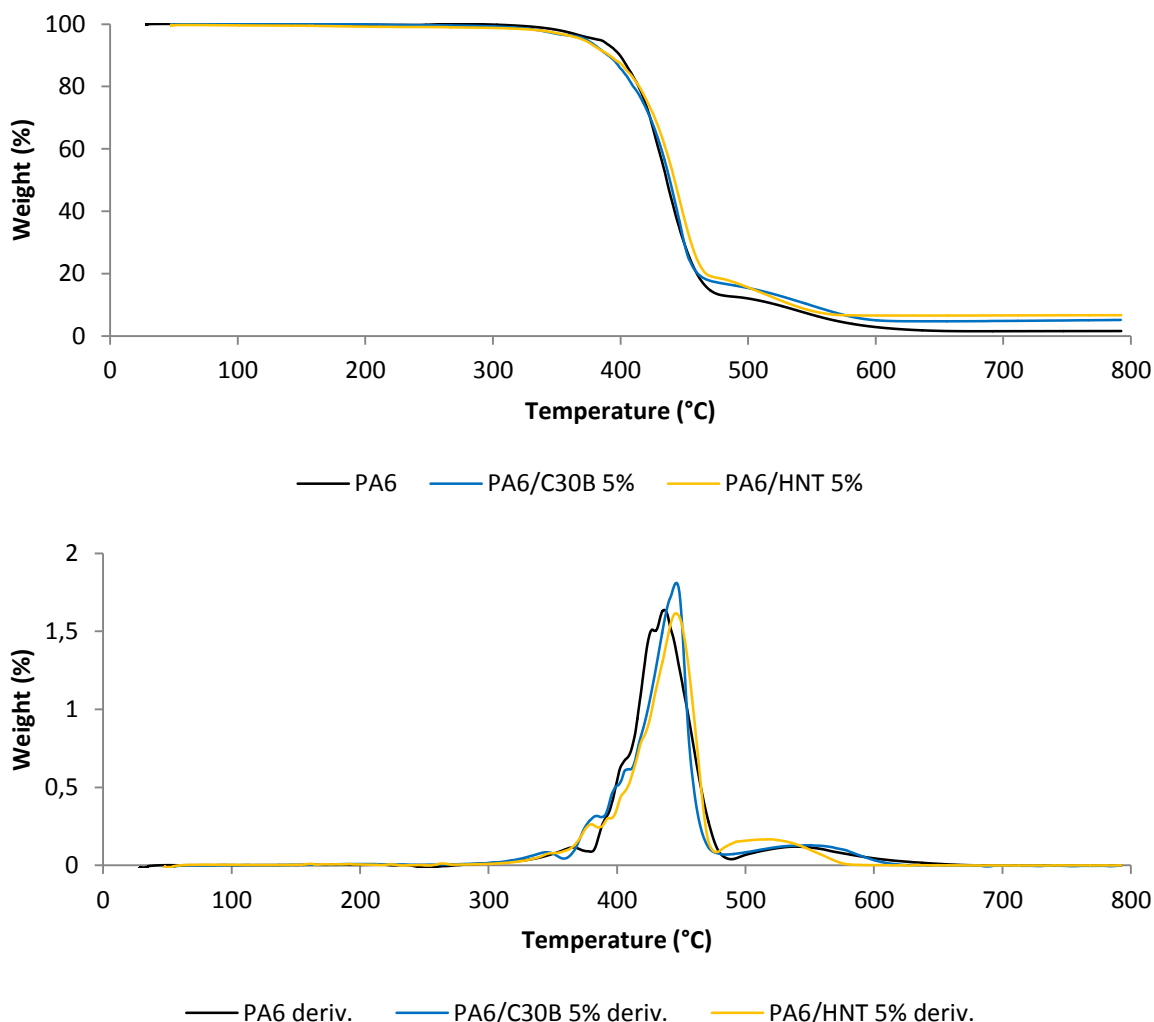 100
80
60
40
20
0
Weight (%)
0 100 200 300 400 500 600 700 800
Temperature (°C)
PA6 PA6/C30B 5% PA6/HNT 5%
2
1,5
1
0,5
0
Weight (%)
0 100 200 300 400 500 600 700 800
Temperature (°C)
PA6 deriv. PA6/C30B 5% deriv. PA6/HNT 5% deriv.